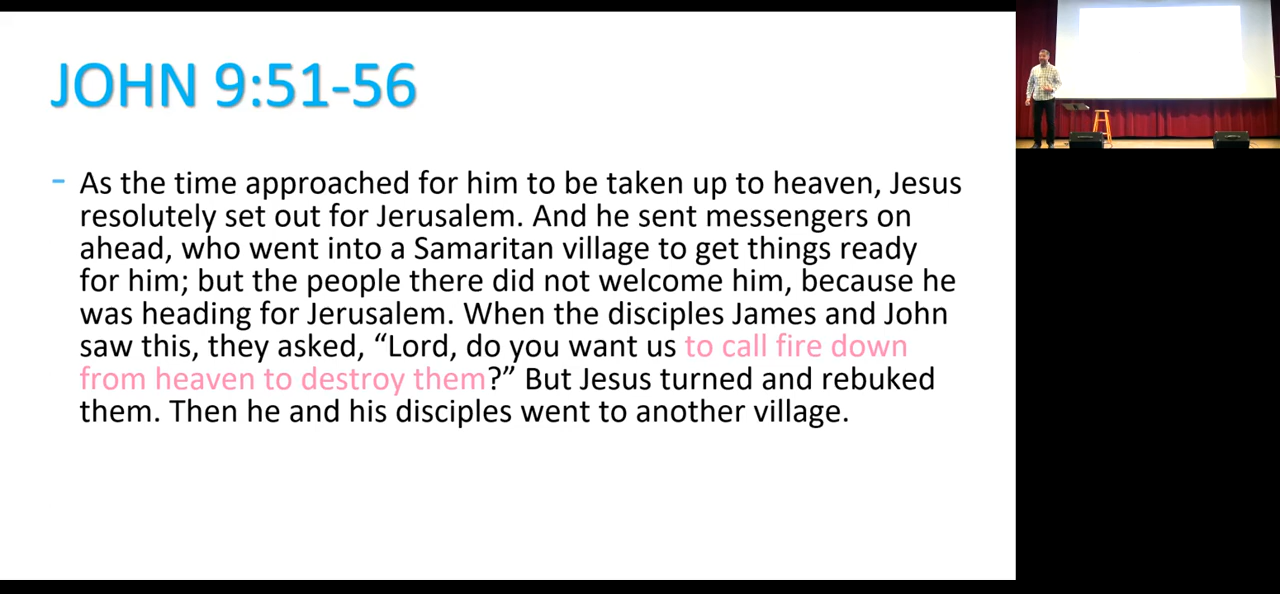 JOHN 9:51-56
- As the time approached for him to be taken up to heaven, Jesus
resolutely set out for Jerusalem. And he sent messengers on
ahead, who went into a Samaritan village to get things ready
for him; but the people there did not welcome him, because he
was heading for Jerusalem. When the disciples James and John
saw this, they asked, “Lord, do you want us to call fire down
from heaven to destroy them?” But Jesus turned and rebuked
them. Then he and his disciples went to another village.